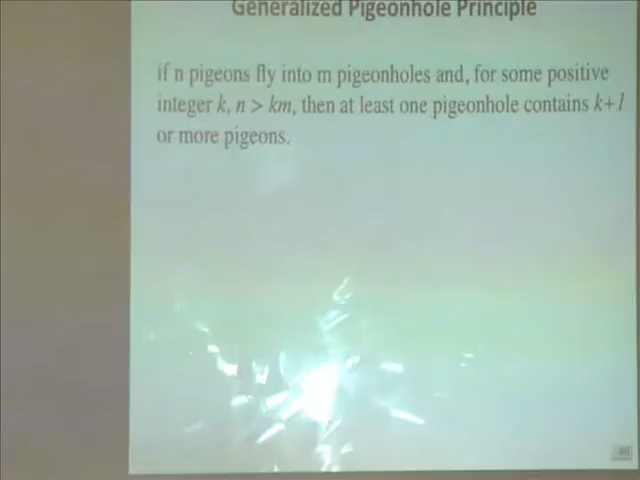 Generalized Pigeonhole Principle
if n pigeons fly into m pigeonholes and, for some positive
integer k, n > km, then at least one pigeonhole contains k+1
or more pigeons.